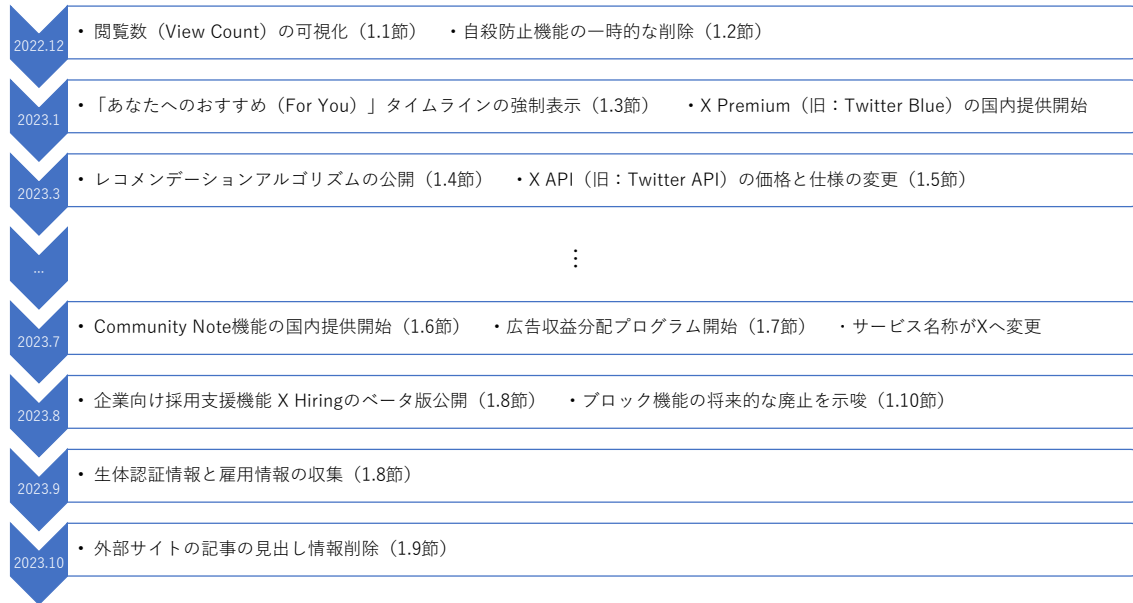 2022.12
• 閲覧数（View Count）の可視化（1.1節） ・自殺防止機能の一時的な削除（1.2節）
2023.1
• 「あなたへのおすすめ（For You）」タイムラインの強制表示（1.3節） ・X Premium（旧：Twitter Blue）の国内提供開始
2023.3
• レコメンデーションアルゴリズムの公開（1.4節） ・X API（旧：Twitter API）の価格と仕様の変更（1.5節）
...
⋮
2023.7
• Community Note機能の国内提供開始（1.6節） ・広告収益分配プログラム開始（1.7節） ・サービス名称がXへ変更
2023.8
• 企業向け採用支援機能 X Hiringのベータ版公開（1.8節） ・ブロック機能の将来的な廃止を示唆（1.10節）
2023.9
• 生体認証情報と雇用情報の収集（1.8節）
2023.10
• 外部サイトの記事の見出し情報削除（1.9節）